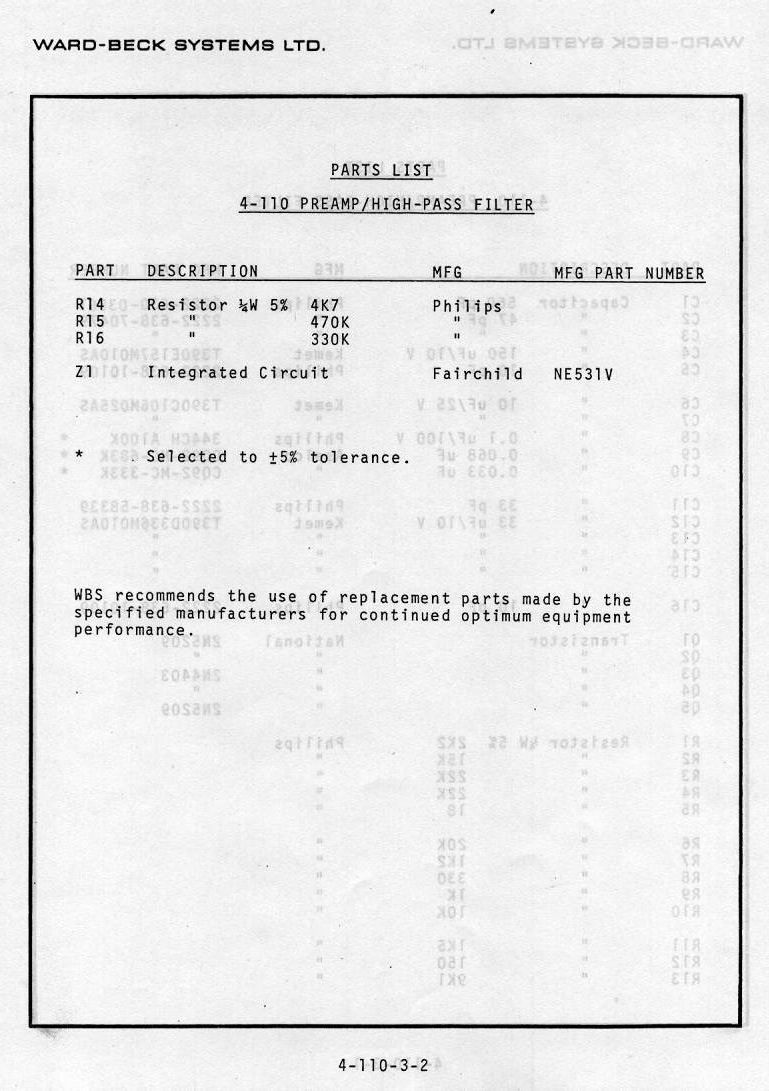 WARD-BECK SYSTEMS LTD.
PARTS LIST
4-110 PREAMP/HIGH-PASS FILTER
PART DESCRIPTION MFG MFG PART NUMBER
R14 Resistor ¼W 5% 4K7 Philips
R15 " 470K "
R16 " 330K "
Z1 Integrated Circuit Fairchild NE531V
* Selected to ±5% tolerance.
WBS recommends the use of replacement parts made by the
specified manufacturers for continued optimum equipment
performance.
4-110-3-2